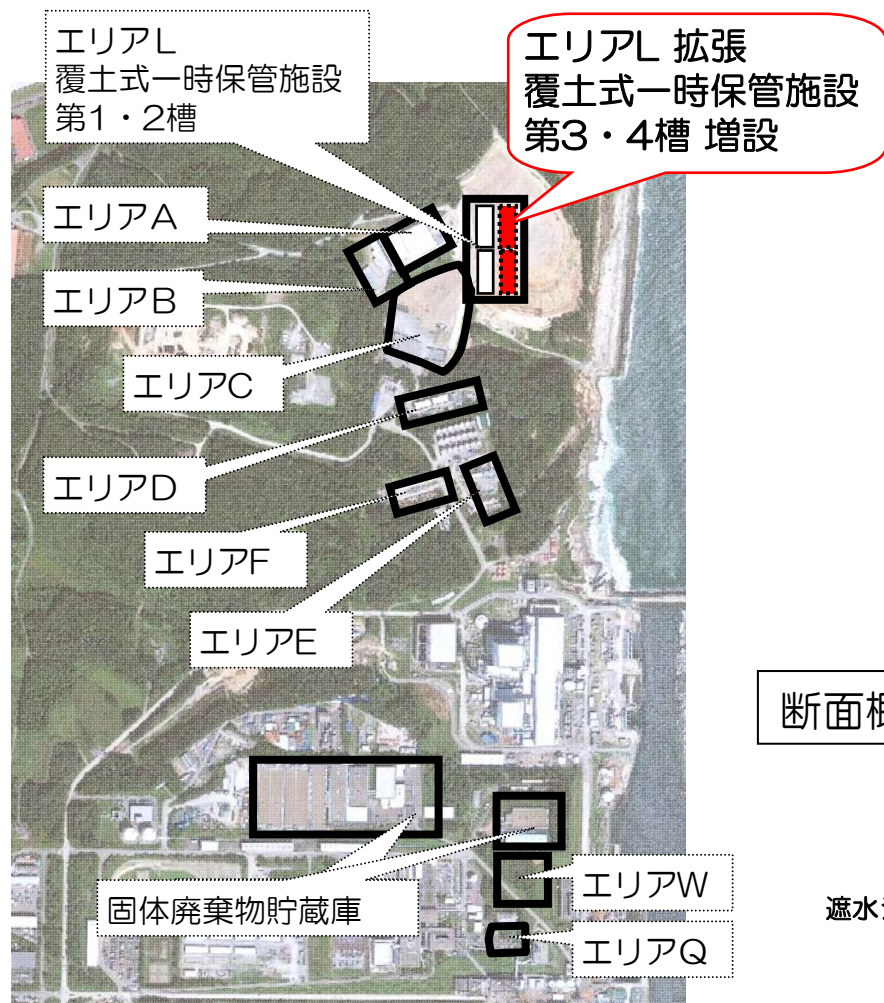 エリアL
覆土式一時保管施設
第1・2槽
エリアL 拡張
覆土式一時保管施設
第3・4槽 増設
エリアA
エリアB
エリアC
エリアD
エリアF
エリアE
断面
固体廃棄物貯蔵庫
エリアW
遮水
エリアQ